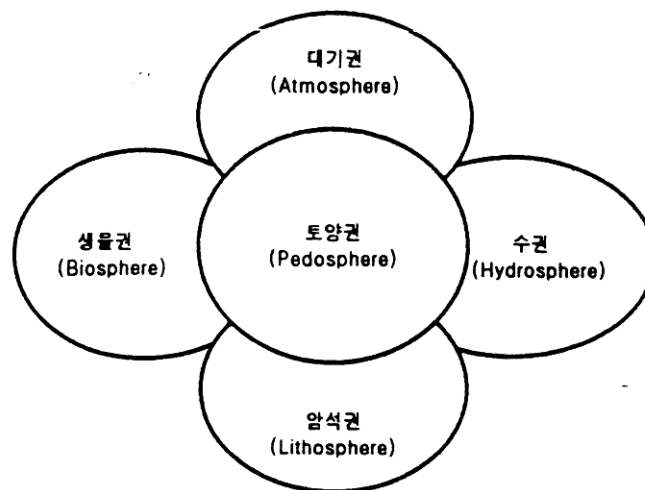 대기권
(Atmosphere)
생물권
(Biosphere)
토양권
(Pedosphere)
수권
(Hydrosphere)
암석권
(Lithosphere)